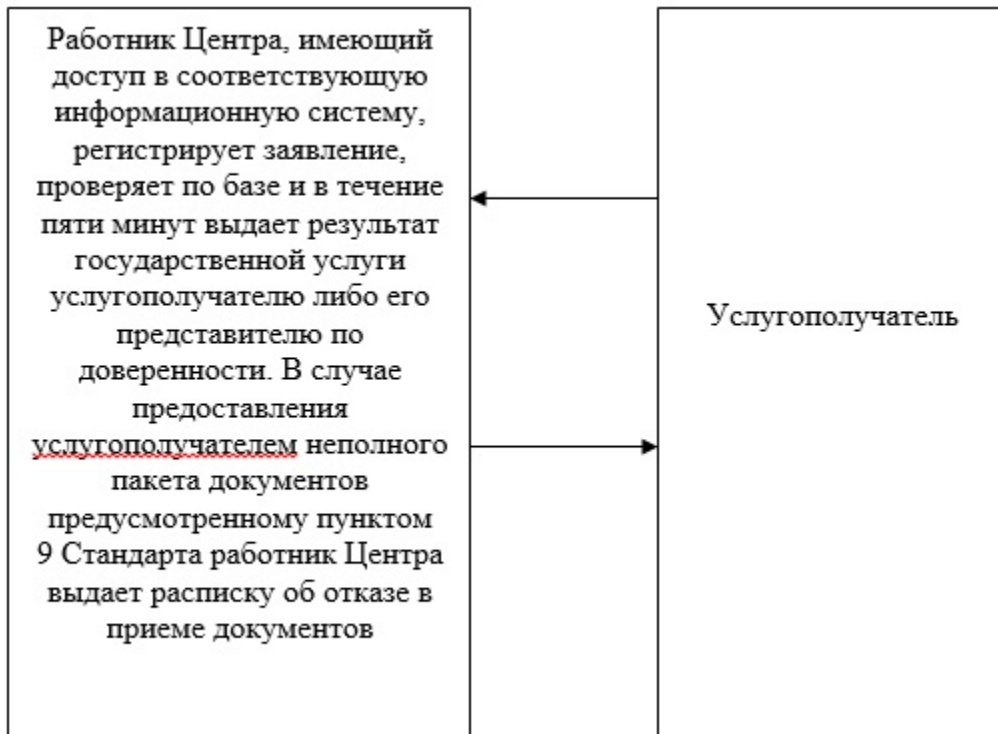 Работник Центра, имеющий
доступ в соответствующую
информационную систему,
регистрирует заявление,
проверяет по базе и в течение
пяти минут выдает результат
государственной услуги
услугополучателю либо его
представителю по
доверенности. В случае
предоставления
услугополучателем неполного
пакета документов
предусмотренному пунктом
9 Стандарта работник Центра
выдает расписку об отказе в
приеме документов
Услугополучатель